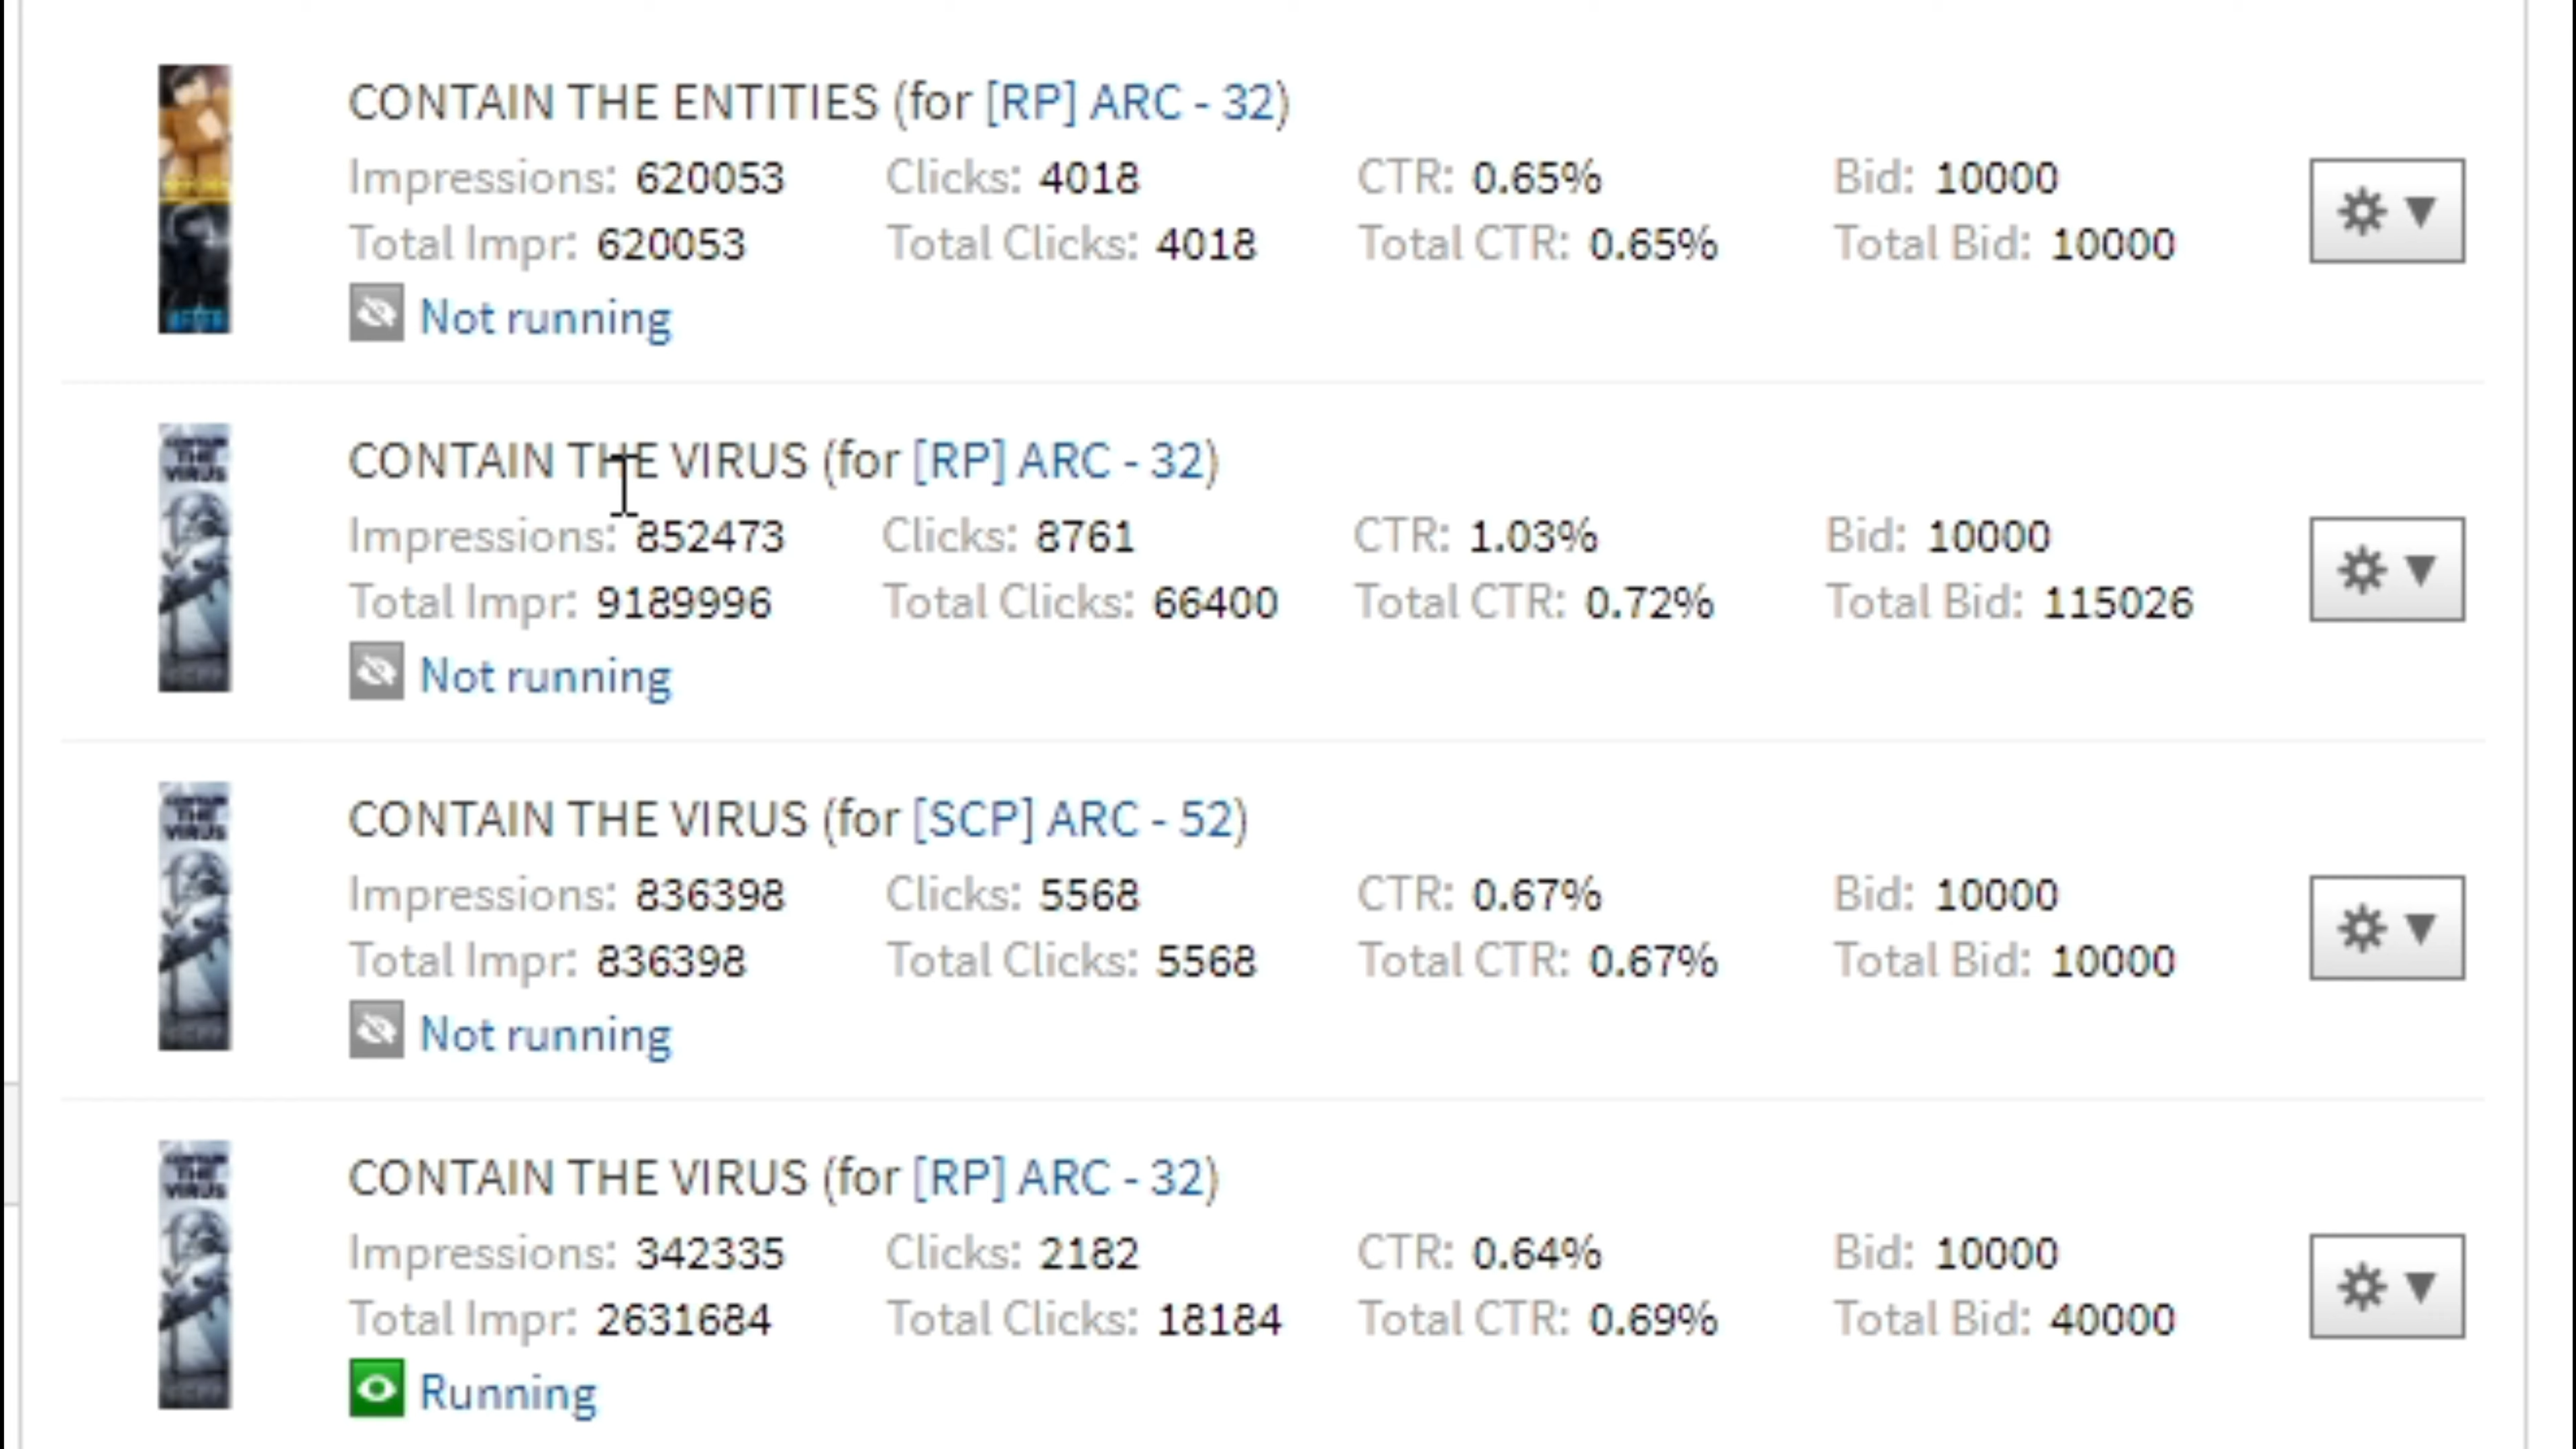 CONTAIN THE ENTITIES (for [RP] ARC - 32)
Impressions: 620053 Clicks: 4018 CTR: 0.65% Bid: 10000
Total Impr: 620053 Total Clicks: 4018 Total CTR: 0.65% Total Bid: 10000
Not running
CONTAIN THE VIRUS (for [RP] ARC - 32)
Impressions: 852473 Clicks: 8761 CTR: 1.03% Bid: 10000
Total Impr: 9189996 Total Clicks: 66400 Total CTR: 0.72% Total Bid: 115026
Not running
CONTAIN THE VIRUS (for [SCP] ARC - 52)
Impressions: 836398 Clicks: 5568 CTR: 0.67% Bid: 10000
Total Impr: 836398 Total Clicks: 5568 Total CTR: 0.67% Total Bid: 10000
Not running
CONTAIN THE VIRUS (for [RP] ARC - 32)
Impressions: 342335 Clicks: 2182 CTR: 0.64% Bid: 10000
Total Impr: 2631684 Total Clicks: 18184 Total CTR: 0.69% Total Bid: 40000
Running